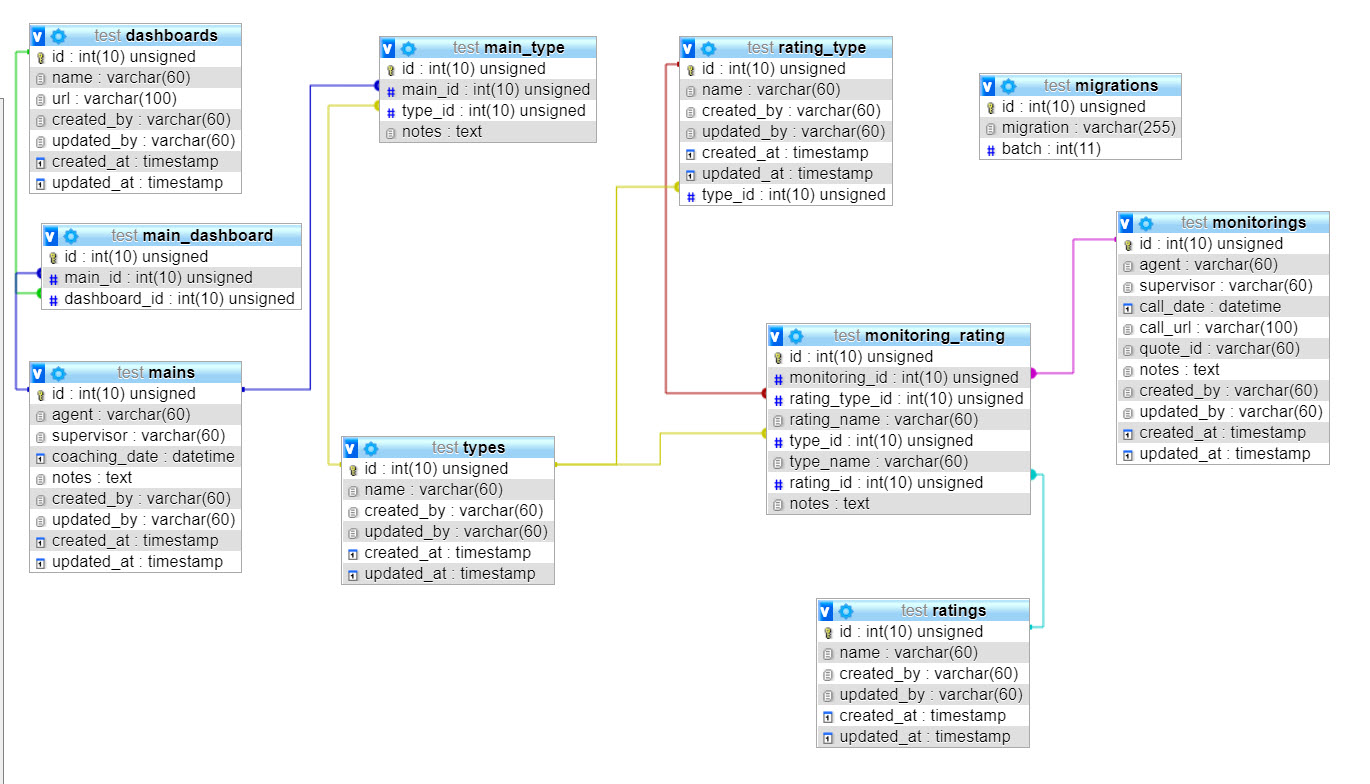 test dashboards
id : int(10) unsigned
name : varchar(60)
url : varchar(100)
created_by : varchar(60)
updated_by : varchar(60)
created_at : timestamp
updated_at : timestamp
test main_dashboard
id : int(10) unsigned
# main_id : int(10) unsigned
# dashboard_id : int(10) unsigned
test mains
id : int(10) unsigned
agent : varchar(60)
supervisor : varchar(60)
coaching_date : datetime
notes : text
created_by : varchar(60)
updated_by : varchar(60)
created_at : timestamp
updated_at : timestamp
test main_type
id : int(10) unsigned
# main_id : int(10) unsigned
# type_id : int(10) unsigned
notes : text
test types
id : int(10) unsigned
name : varchar(60)
created_by : varchar(60)
updated_by : varchar(60)
created_at : timestamp
updated_at : timestamp
test rating_type
id : int(10) unsigned
name : varchar(60)
created_by : varchar(60)
updated_by : varchar(60)
created_at : timestamp
updated_at : timestamp
# type_id : int(10) unsigned
test monitoring_rating
id : int(10) unsigned
# monitoring_id : int(10) unsigned
# rating_type_id : int(10) unsigned
rating_name : varchar(60)
# type_id : int(10) unsigned
type_name : varchar(60)
# rating_id : int(10) unsigned
notes : text
test ratings
id : int(10) unsigned
name : varchar(60)
created_by : varchar(60)
updated_by : varchar(60)
created_at : timestamp
updated_at : timestamp
test migrations
id : int(10) unsigned
migration : varchar(255)
# batch : int(11)
test monitorings
id : int(10) unsigned
agent : varchar(60)
supervisor : varchar(60)
call_date : datetime
call_url : varchar(100)
quote_id : varchar(60)
notes : text
created_by : varchar(60)
updated_by : varchar(60)
created_at : timestamp
updated_at : timestamp